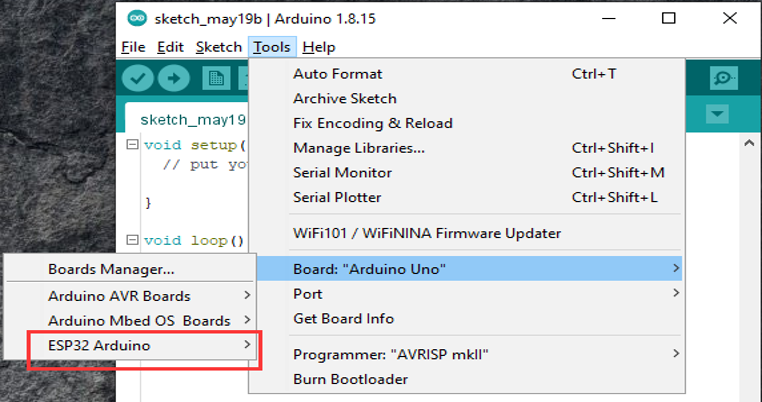 sketch_may19b | Arduino 1.8.15
File Edit Sketch Tools Help
Auto Format Ctrl+T
Archive Sketch
sketch_may19
Fix Encoding & Reload
void setup(
Manage Libraries... Ctrl+Shift+I
// put yo
Serial Monitor Ctrl+Shift+M
Serial Plotter Ctrl+Shift+L
}
WiFi101 / WiFiNINA Firmware Updater
void loop()
Boards Manager...
Board: "Arduino Uno"
Arduino AVR Boards
Port
Arduino Mbed OS Boards
Get Board Info
ESP32 Arduino
Programmer: "AVRISP mkII"
Burn Bootloader